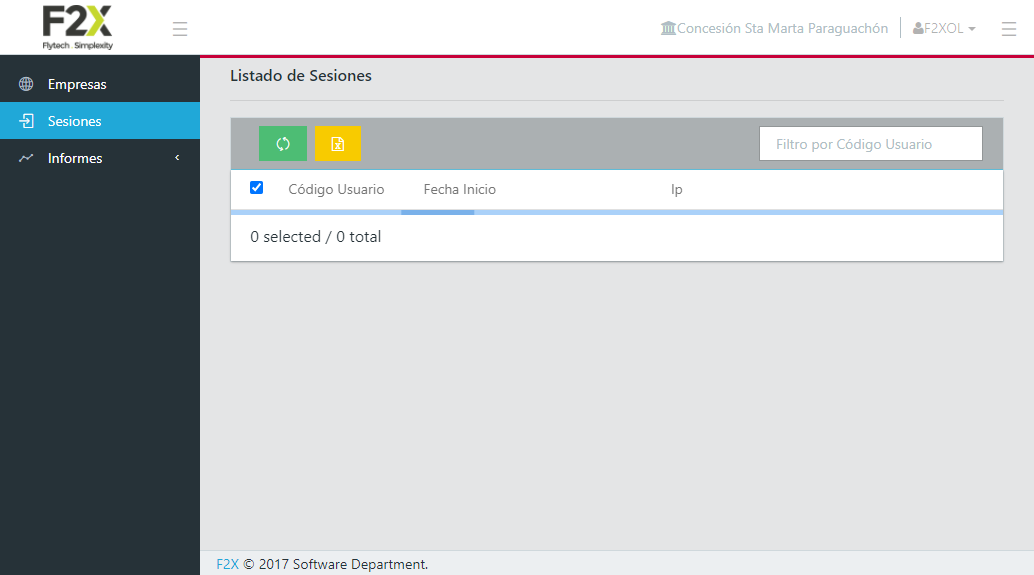 F2X
Flytech . Simplexity
Concesión Sta Marta Paraguachón
F2XOL
Empresas
Sesiones
Informes
Listado de Sesiones
Filtro por Código Usuario
Código Usuario Fecha Inicio Ip
0 selected / 0 total
F2X © 2017 Software Department.